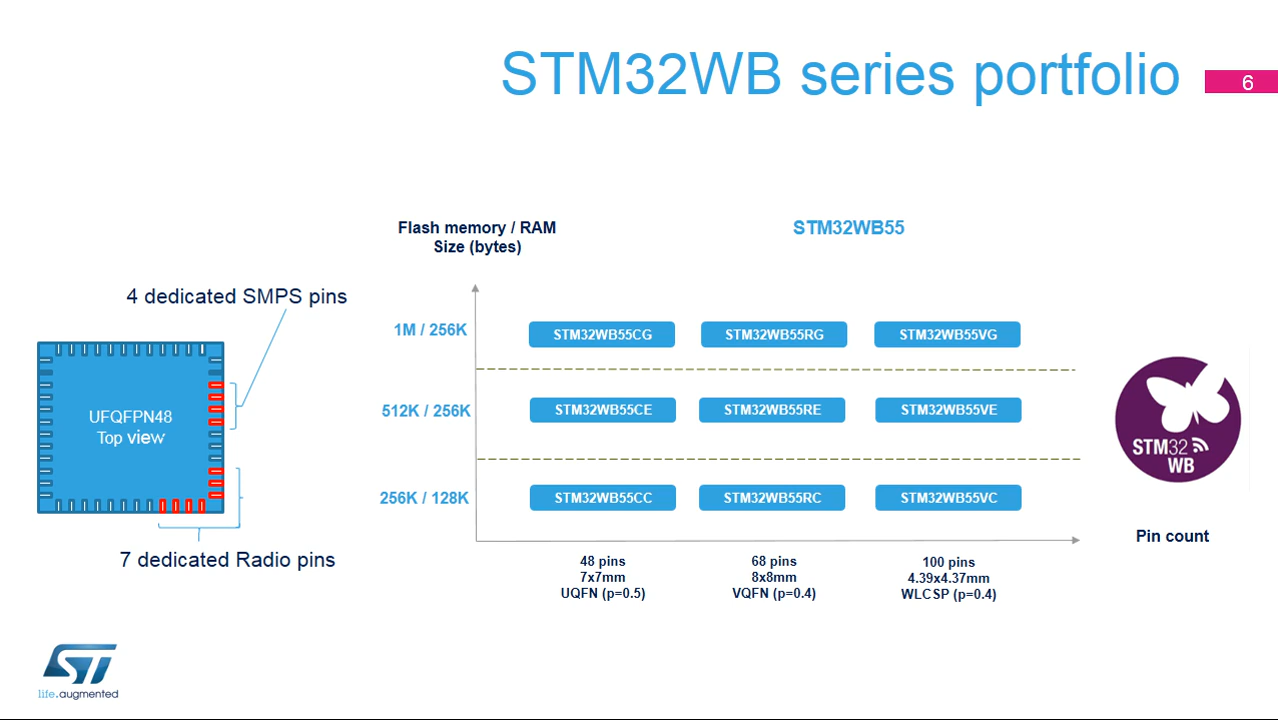 STM32WB series portfolio
6
Flash memory / RAM
Size (bytes)
STM32WB55
4 dedicated SMPS pins
UFQFPN48
Top view
7 dedicated Radio pins
1M / 256K
STM32WB55CG
STM32WB55RG
STM32WB55VG
512K / 256K
STM32WB55CE
STM32WB55RE
STM32WB55VE
256K / 128K
STM32WB55CC
STM32WB55RC
STM32WB55VC
48 pins
7x7mm
UQFN (p=0.5)
68 pins
8x8mm
VQFN (p=0.4)
100 pins
4.39x4.37mm
WLCSP (p=0.4)
STM32
WB
Pin count
ST
life.augmented